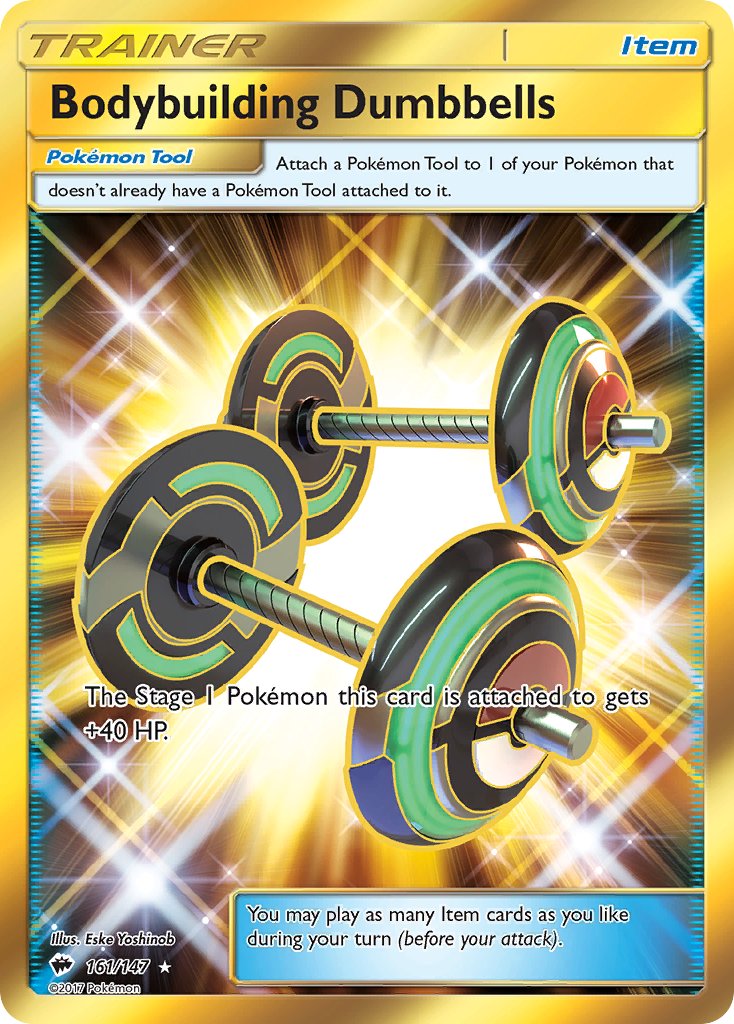 TRAINER
Item
Bodybuilding Dumbbells
Pokémon Tool
Attach a Pokémon Tool to 1 of your Pokémon that
doesn't already have a Pokémon Tool attached to it.
The Stage 1 Pokémon this card is attached to gets
+40 HP.
You may play as many Item cards as you like
during your turn (before your attack).
Illus. Eske Yoshinob
161/147
©2017 Pokémon